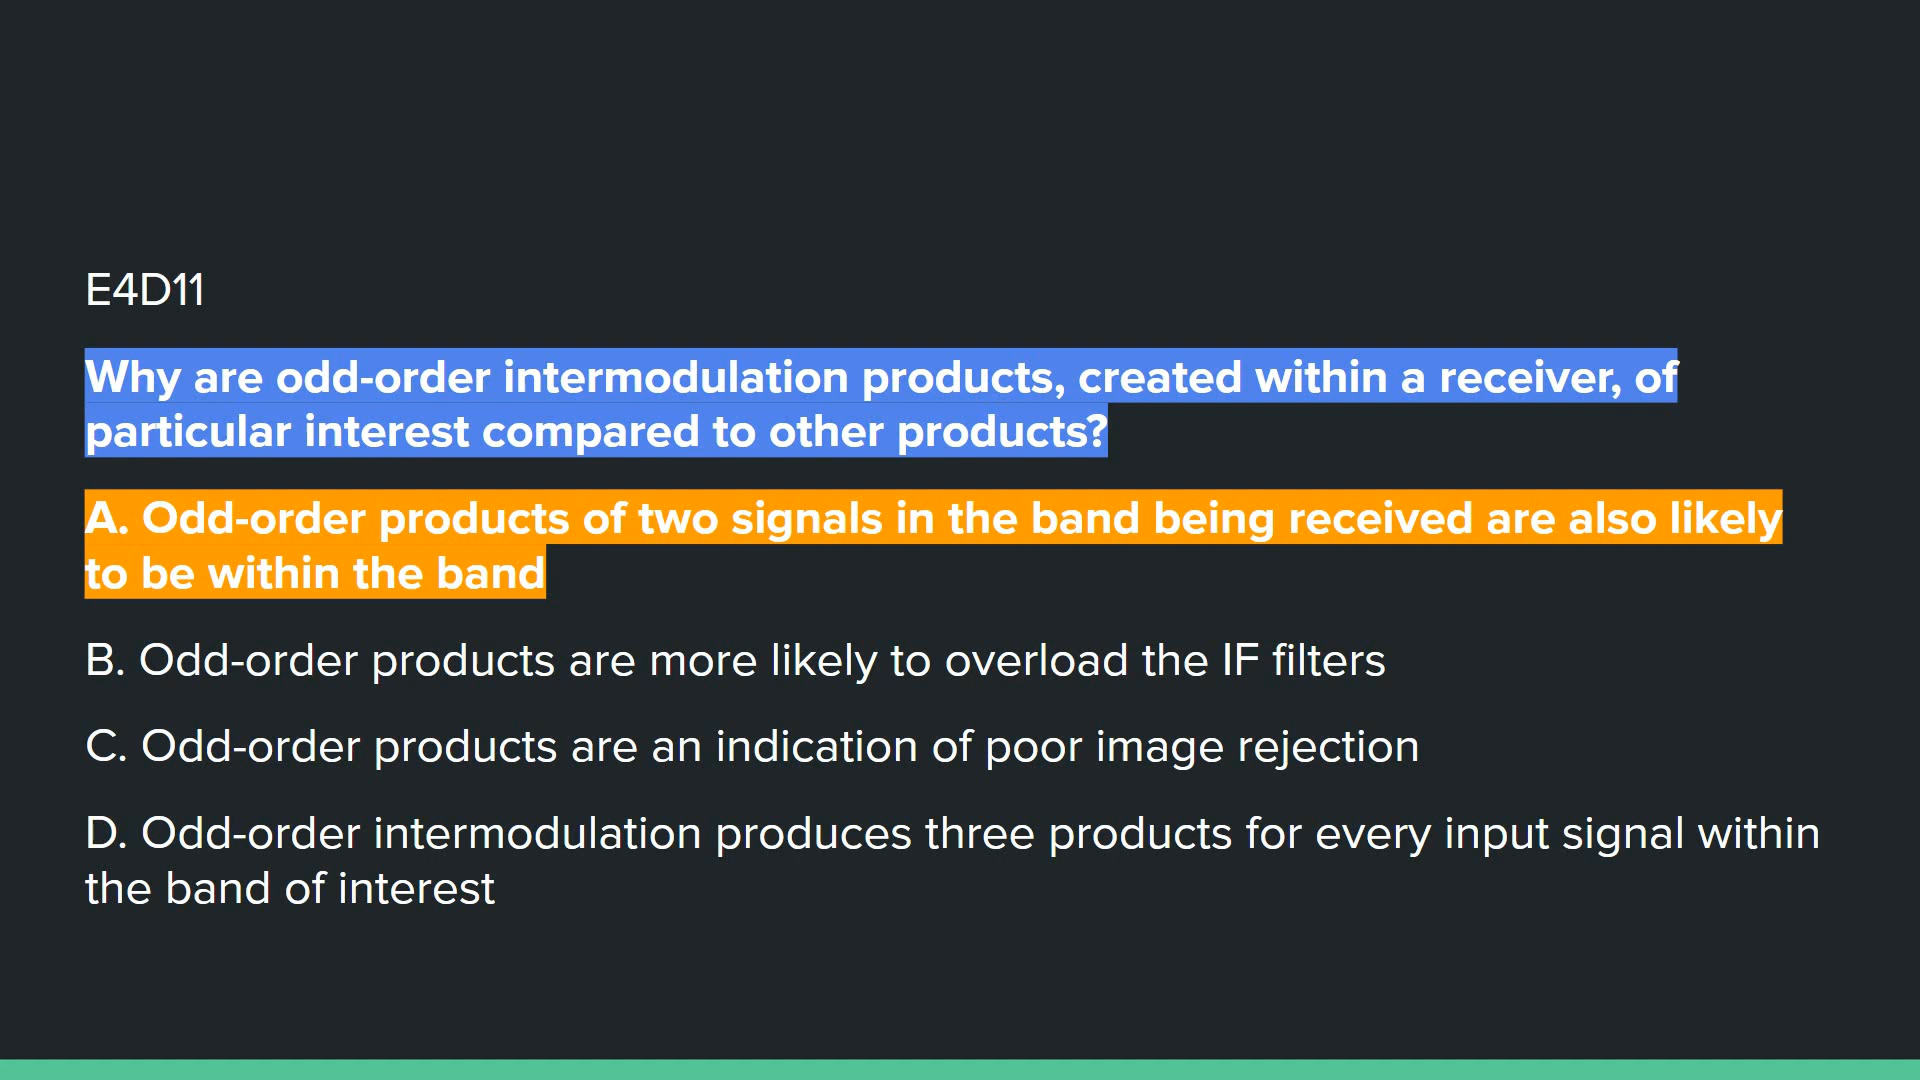 E4D11
Why are odd-order intermodulation products, created within a receiver, of
particular interest compared to other products?
A. Odd-order products of two signals in the band being received are also likely
to be within the band
B. Odd-order products are more likely to overload the IF filters
C. Odd-order products are an indication of poor image rejection
D. Odd-order intermodulation produces three products for every input signal within
the band of interest